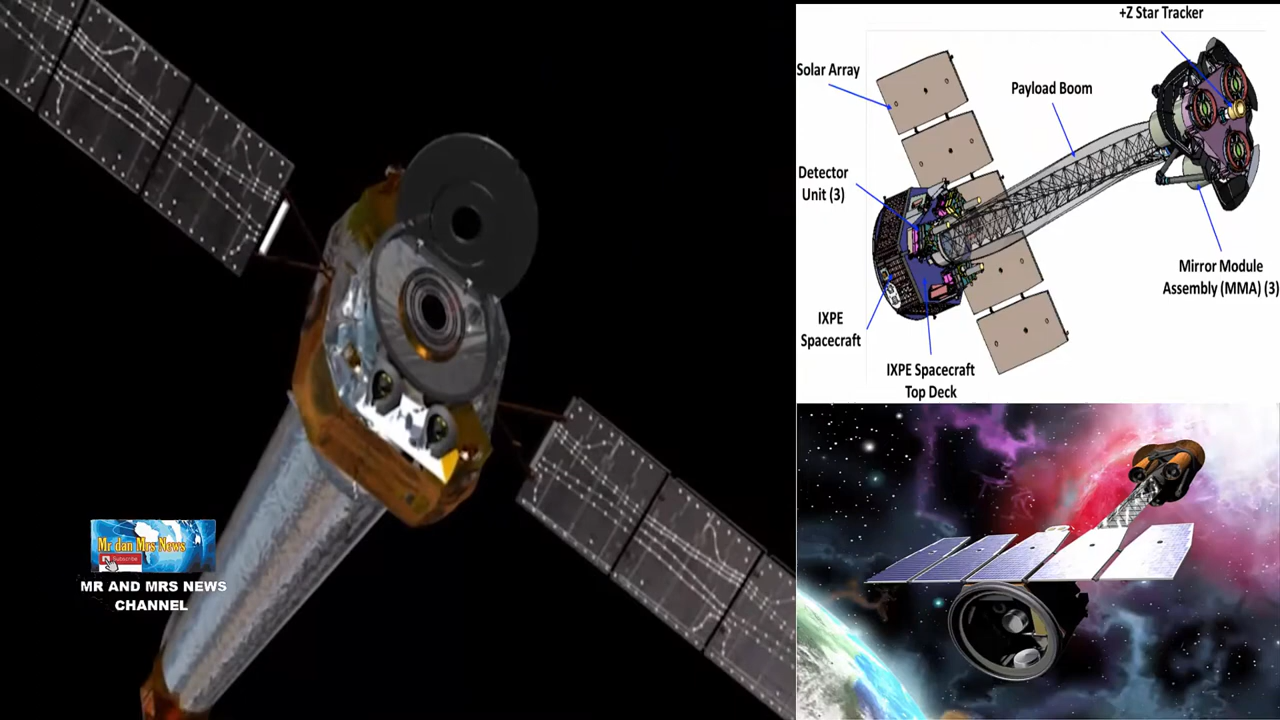 Mr dan Mrs News
Subscribe
MR AND MRS NEWS
CHANNEL
+Z Star Tracker
Solar Array
Payload Boom
Detector
Unit (3)
Mirror Module
Assembly (MMA) (3)
IXPE
Spacecraft
IXPE Spacecraft
Top Deck